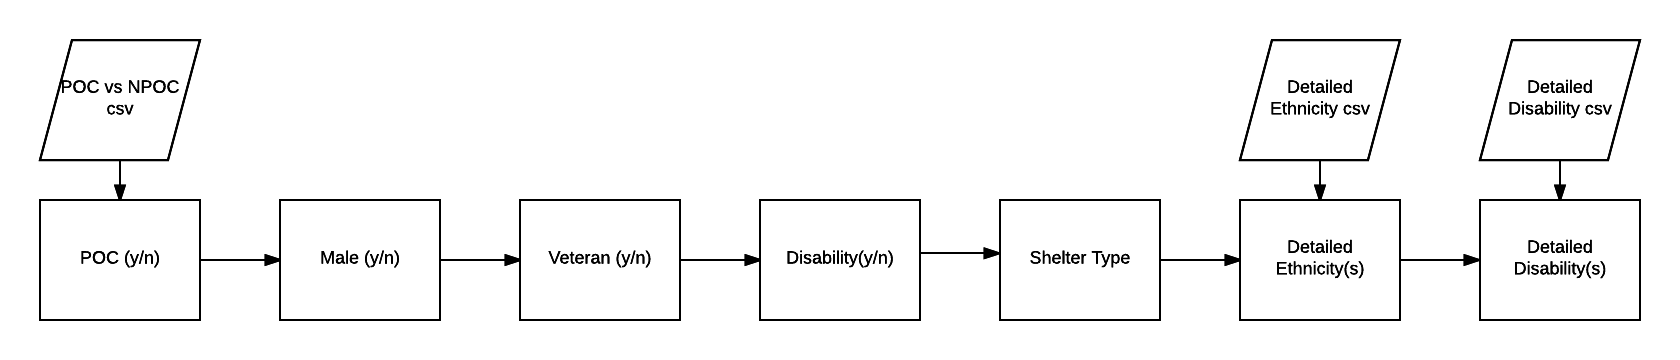 POC vs NPOC
csv
Detailed
Ethnicity csv
Detailed
Disability csv
POC (y/n)
Male (y/n)
Veteran (y/n)
Disability(y/n)
Shelter Type
Detailed
Ethnicity(s)
Detailed
Disability(s)